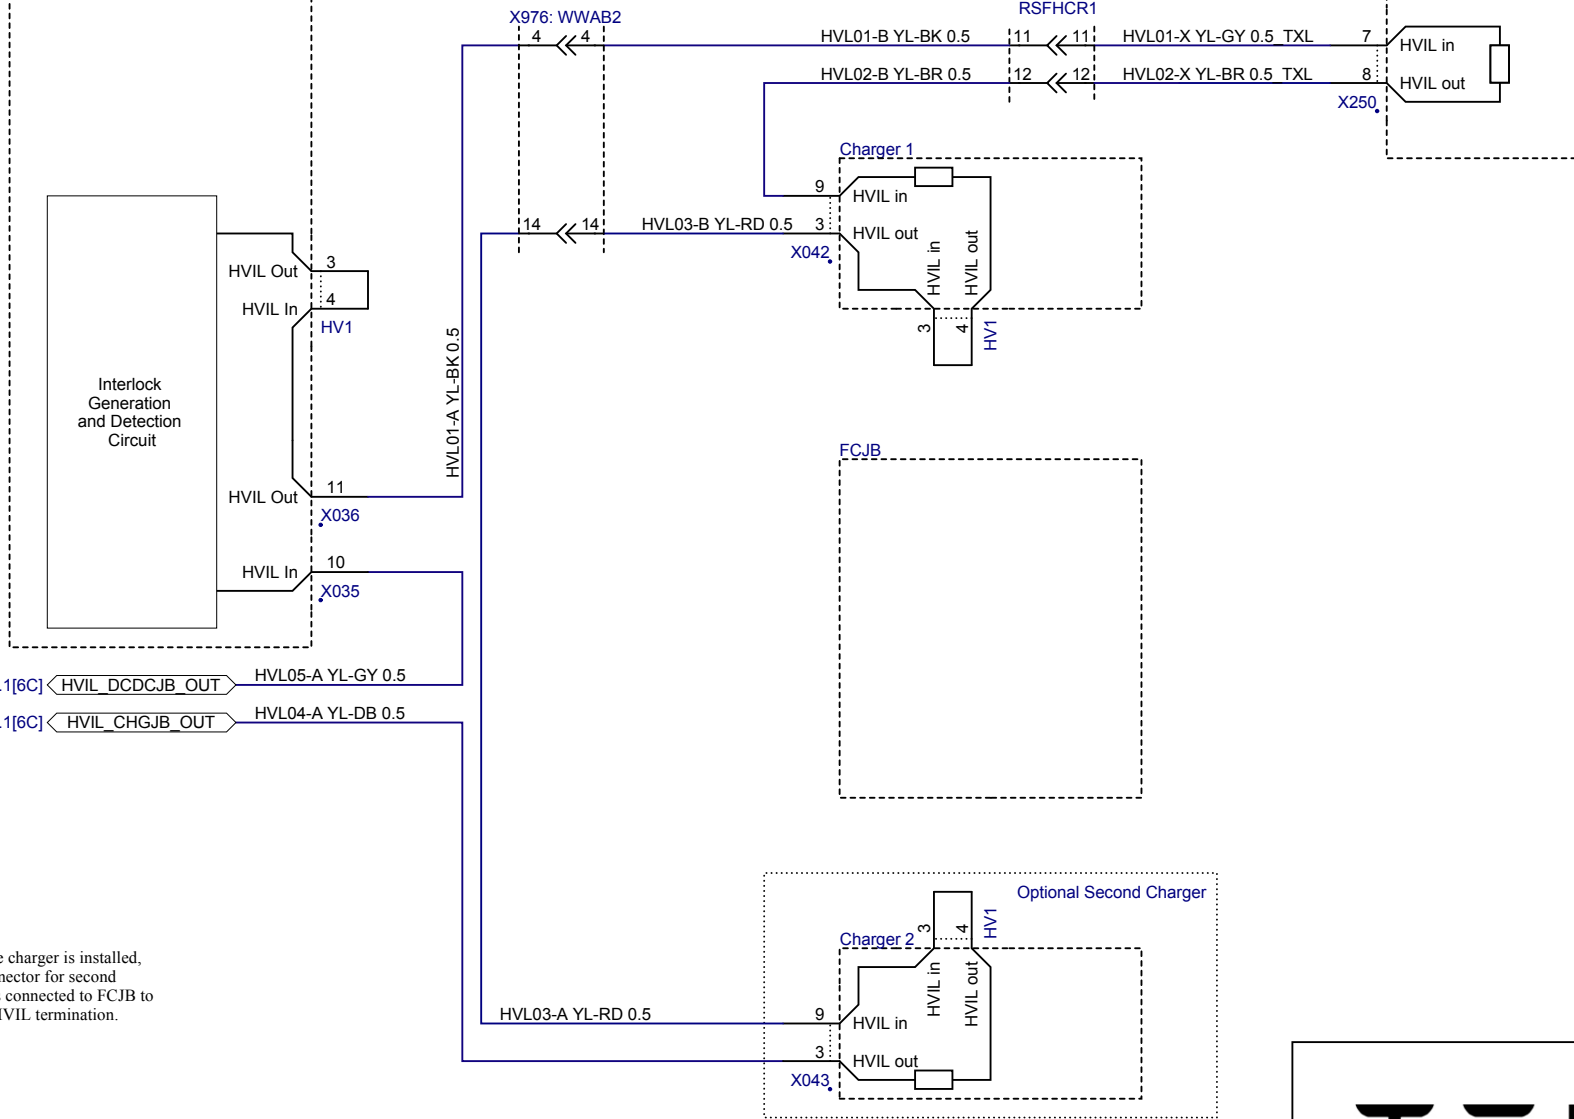 RSFHCR1
X976: WWAB2
4 4
HVL01-B YL-BK 0.5
11 11
HVL01-X YL-GY 0.5 TXL
7
HVIL in
HVL02-B YL-BR 0.5
12 12
HVL02-X YL-BR 0.5 TXL
8
HVIL out
X250
Charger 1
9
HVIL in
14 14
HVL03-B YL-RD 0.5
3
HVIL out
X042
HVIL in
HVIL out
3
4
HV1
HVIL Out
3
HVIL In
4
HV1
Interlock
Generation
and Detection
Circuit
HVL01-A YL-BK 0.5
FCJB
HVIL Out
11
X036
HVIL In
10
X035
.1[6C]
HVIL_DCDCJB_OUT
HVL05-A YL-GY 0.5
.1[6C]
HVIL_CHGJB_OUT
HVL04-A YL-DB 0.5
Optional Second Charger
3
4
HV1
Charger 2
charger is installed,
second
connected to FCJB to
termination.
HVIL in
HVIL out
HVL03-A YL-RD 0.5
9
HVIL in
3
HVIL out
X043